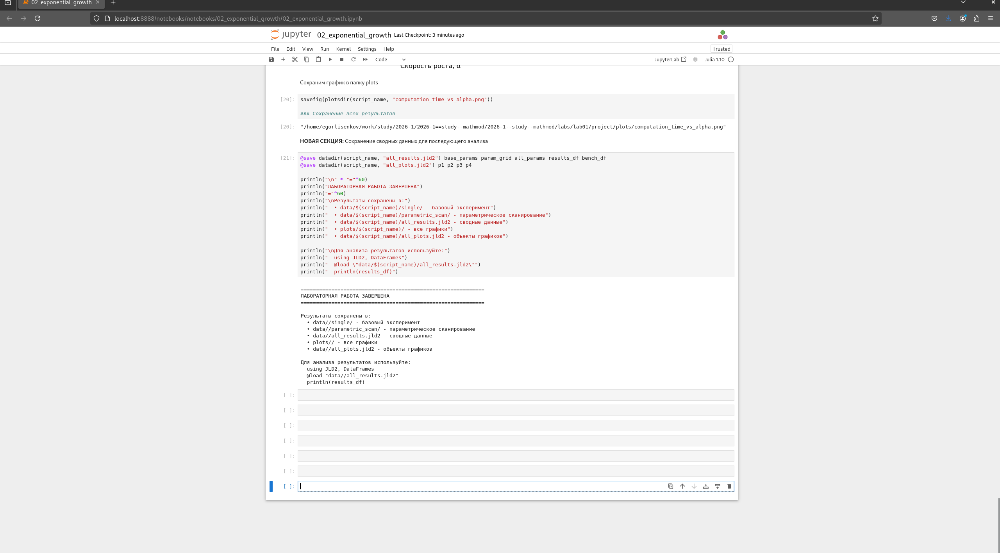 02_exponential_growth
localhost:8888/notebooks/notebooks/02_exponential_growth/02_exponential_growth.ipynb
jupyter 02_exponential_growth Last Checkpoint: 3 minutes ago
File Edit View Run Kernel Settings Help Trusted
Code JupyterLab Julia 1.10
Скорость роста, α
Сохраним график в папку plots
[20]: savefig(plotsdir(script_name, "computation_time_vs_alpha.png"))
### Сохранение всех результатов
[20]: "/home/egorlisenkov/work/study/2026-1/2026-1==study--mathmod/2026-1--study--mathmod/labs/lab01/project/plots/computation_time_vs_alpha.png"
НОВАЯ СЕКЦИЯ: Сохранение сводных данных для последующего анализа
[21]: @save datadir(script_name, "all_results.jld2") base_params param_grid all_params results_df bench_df
@save datadir(script_name, "all_plots.jld2") p1 p2 p3 p4
println("\n" * "="^60)
println("ЛАБОРАТОРНАЯ РАБОТА ЗАВЕРШЕНА")
println("="^60)
println("\nРезультаты сохранены в:")
println("  • data/$(script_name)/single/ - базовый эксперимент")
println("  • data/$(script_name)/parametric_scan/ - параметрическое сканирование")
println("  • data/$(script_name)/all_results.jld2 - сводные данные")
println("  • plots/$(script_name)/ - все графики")
println("  • data/$(script_name)/all_plots.jld2 - объекты графиков")
println("\nДля анализа результатов используйте:")
println("  using JLD2, DataFrames")
println("  @load \"data/$(script_name)/all_results.jld2\"")
println("  println(results_df)")
============================================================
ЛАБОРАТОРНАЯ РАБОТА ЗАВЕРШЕНА
============================================================
Результаты сохранены в:
• data//single/ - базовый эксперимент
• data//parametric_scan/ - параметрическое сканирование
• data//all_results.jld2 - сводные данные
• plots// - все графики
• data//all_plots.jld2 - объекты графиков
Для анализа результатов используйте:
using JLD2, DataFrames
@load "data//all_results.jld2"
println(results_df)
[ ]:
[ ]:
[ ]:
[ ]:
[ ]:
[ ]:
[ ]: